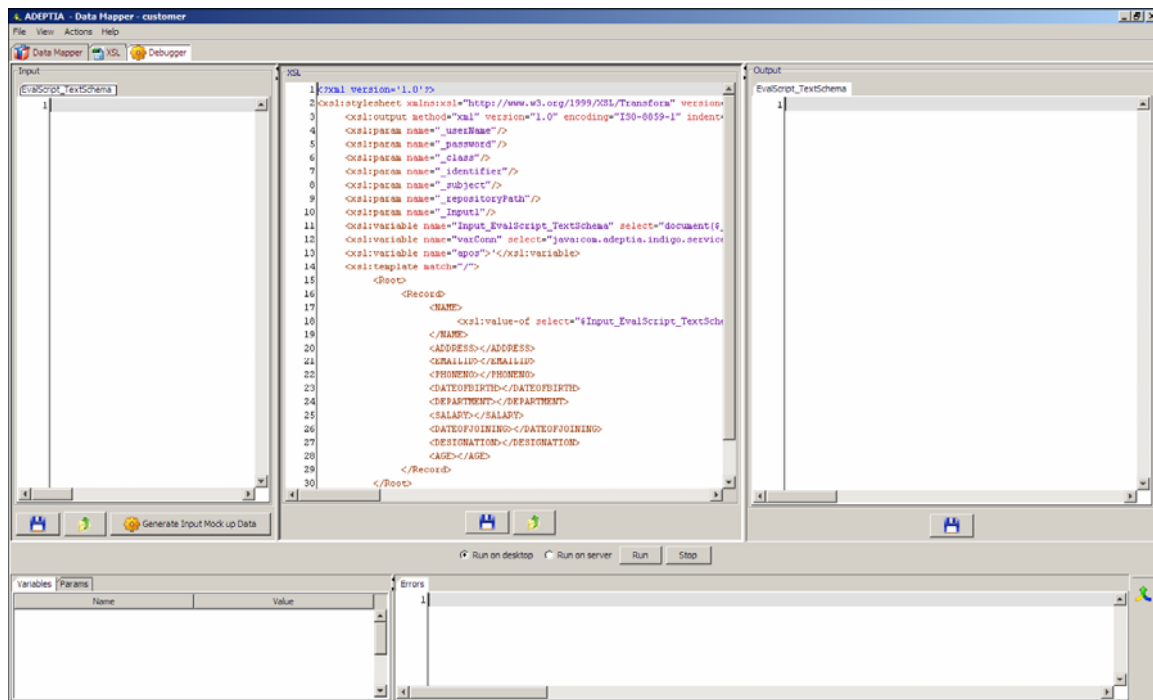 ADEPTIA - Data Mapper - customer
File View Actions Help
Data Mapper XSL Debugger
Input
EvalScript_TextSchema
1
XSL
1 <?xml version='1.0'?>
2 <xsl:stylesheet xmlns:xsl="http://www.w3.org/1999/XSL/Transform" version=
3 <xsl:output method="xml" version="1.0" encoding="ISO-8859-1" indent=
4 <xsl:param name="_userName"/>
5 <xsl:param name="_password"/>
6 <xsl:param name="_class"/>
7 <xsl:param name="_identifier"/>
8 <xsl:param name="_subject"/>
9 <xsl:param name="_repositoryPath"/>
10 <xsl:param name="_Input1"/>
11 <xsl:variable name="Input_EvalScript_TextSchema" select="document($_
12 <xsl:variable name="varConn" select="java:com.adeptia.indigo.service
13 <xsl:variable name="apos">'</xsl:variable>
14 <xsl:template match="/">
15 <Root>
16 <Record>
17 <NAME>
18 <xsl:value-of select="$Input_EvalScript_TextSche
19 </NAME>
20 <ADDRESS></ADDRESS>
21 <EMAILID></EMAILID>
22 <PHONENO></PHONENO>
23 <DATEOFBIRTH></DATEOFBIRTH>
24 <DEPARTMENT></DEPARTMENT>
25 <SALARY></SALARY>
26 <DATEOFJOINING></DATEOFJOINING>
27 <DESIGNATION></DESIGNATION>
28 <AGE></AGE>
29 </Record>
30 </Root>
Output
EvalScript_TextSchema
1
Generate Input Mock up Data
Run on desktop Run on server Run Stop
Variables Params
Name Value
Errors
1